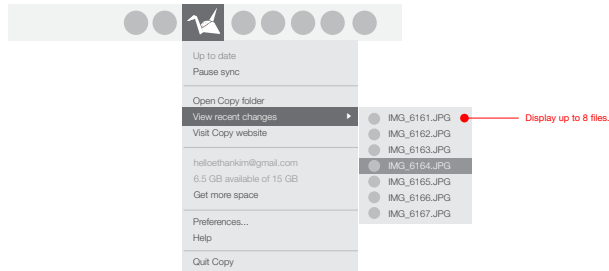 Up to date
Pause sync
Open Copy folder
View recent changes
Visit Copy website
helloethankim@gmail.com
6.5 GB available of 15 GB
Get more space
Preferences...
Help
Quit Copy
IMG_6161.JPG
IMG_6162.JPG
IMG_6163.JPG
IMG_6164.JPG
IMG_6165.JPG
IMG_6166.JPG
IMG_6167.JPG
Display up to 8 files.